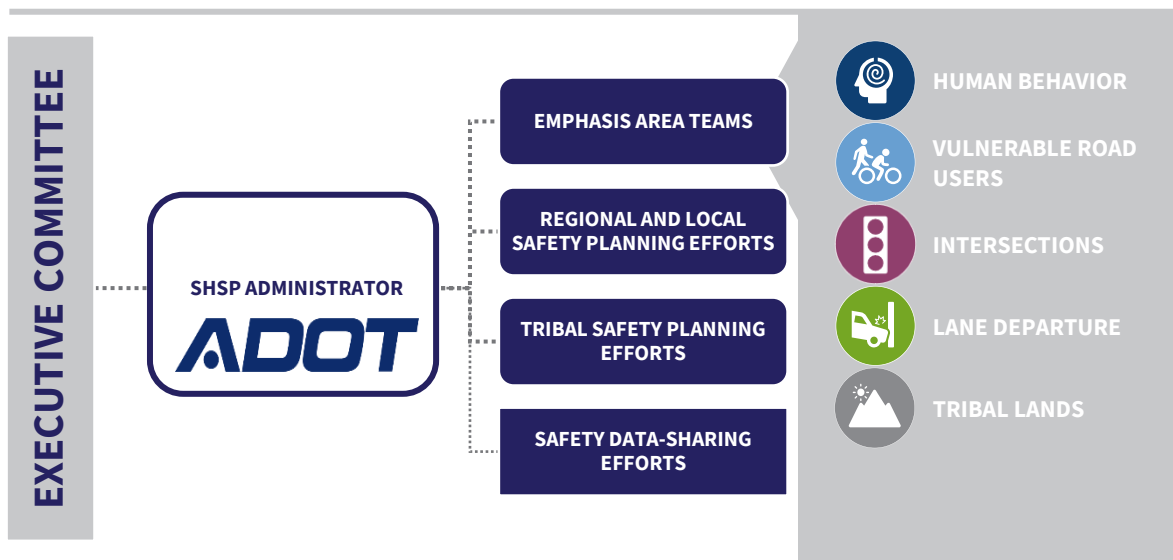 EXECUTIVE COMMITTEE
SHSP ADMINISTRATOR
ADOT
EMPHASIS AREA TEAMS
REGIONAL AND LOCAL
SAFETY PLANNING EFFORTS
TRIBAL SAFETY PLANNING
EFFORTS
SAFETY DATA-SHARING
EFFORTS
HUMAN BEHAVIOR
VULNERABLE ROAD
USERS
INTERSECTIONS
LANE DEPARTURE
TRIBAL LANDS